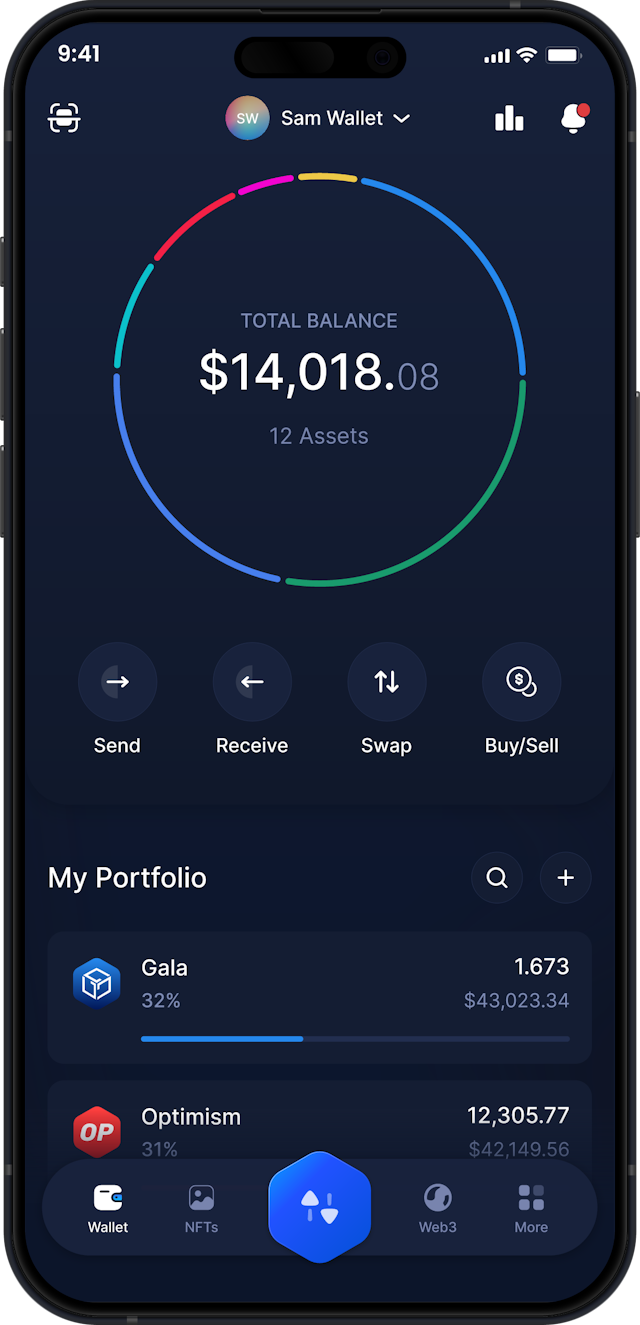 9:41
SW Sam Wallet
TOTAL BALANCE
$14,018.08
12 Assets
Send Receive Swap Buy/Sell
My Portfolio
Gala 1.673
32% $43,023.34
OP Optimism 12,305.77
31% $42,149.56
Wallet NFTs Web3 More